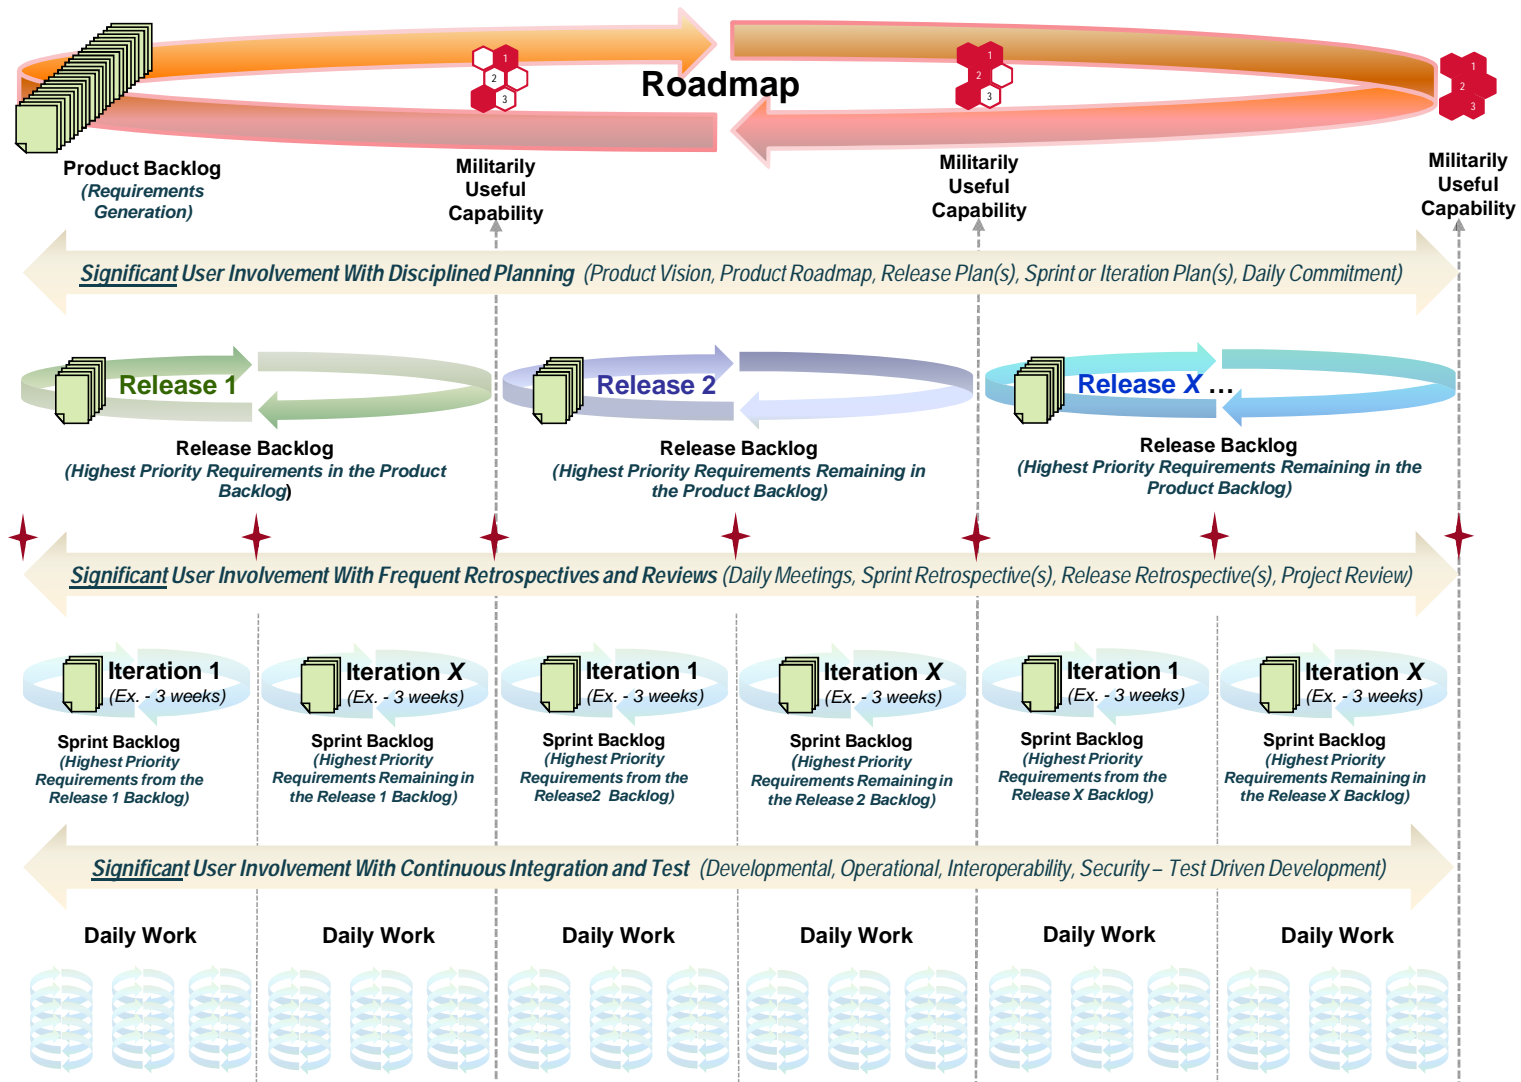 1
2
3
Roadmap
1
2
3
1
2
3
Product Backlog
(Requirements
Generation)
Militarily
Useful
Capability
Militarily
Useful
Capability
Militarily
Useful
Capability
Significant User Involvement With Disciplined Planning (Product Vision, Product Roadmap, Release Plan(s), Sprint or Iteration Plan(s), Daily Commitment)
Release 1
Release 2
Release X ...
Release Backlog
(Highest Priority Requirements in the Product
Backlog)
Release Backlog
(Highest Priority Requirements Remaining in
the Product Backlog)
Release Backlog
(Highest Priority Requirements Remaining in the
Product Backlog)
Significant User Involvement With Frequent Retrospectives and Reviews (Daily Meetings, Sprint Retrospective(s), Release Retrospective(s), Project Review)
Iteration 1
(Ex. - 3 weeks)
Iteration X
(Ex. - 3 weeks)
Iteration 1
(Ex. - 3 weeks)
Iteration X
(Ex. - 3 weeks)
Iteration 1
(Ex. - 3 weeks)
Iteration X
(Ex. - 3 weeks)
Sprint Backlog
(Highest Priority
Requirements from the
Release 1 Backlog)
Sprint Backlog
(Highest Priority
Requirements Remaining in
the Release 1 Backlog)
Sprint Backlog
(Highest Priority
Requirements from the
Release2 Backlog)
Sprint Backlog
(Highest Priority
Requirements Remaining in
the Release 2 Backlog)
Sprint Backlog
(Highest Priority
Requirements from the
Release X Backlog)
Sprint Backlog
(Highest Priority
Requirements Remaining in
the Release X Backlog)
Significant User Involvement With Continuous Integration and Test (Developmental, Operational, Interoperability, Security – Test Driven Development)
Daily Work
Daily Work
Daily Work
Daily Work
Daily Work
Daily Work